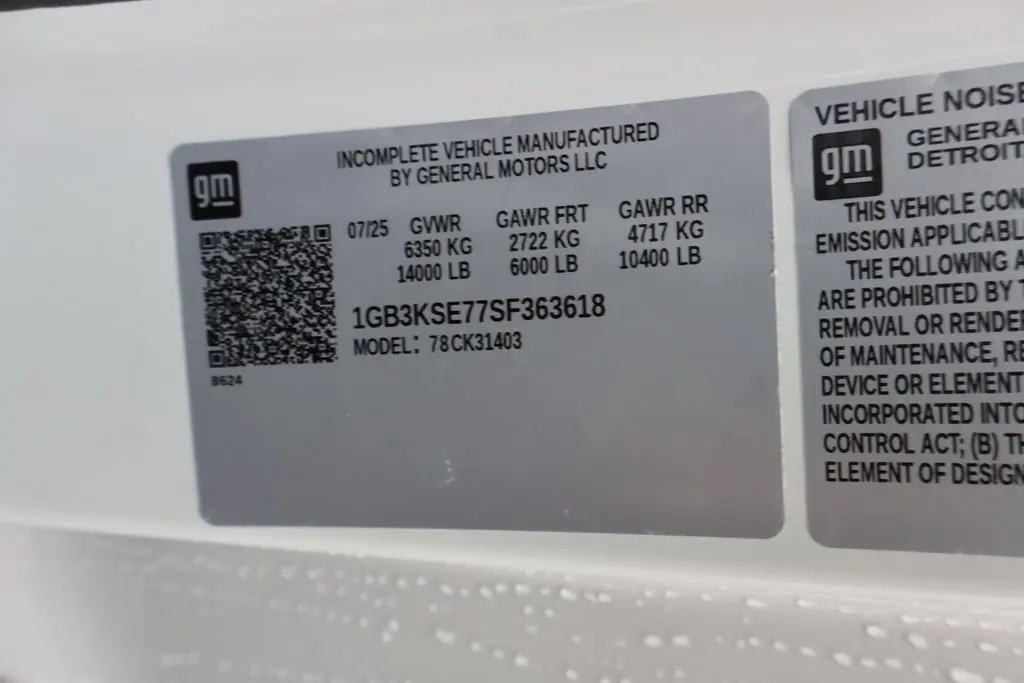 INCOMPLETE VEHICLE MANUFACTURED
BY GENERAL MOTORS LLC
gm
07/25 GVWR GAWR FRT GAWR RR
6350 KG 2722 KG 4717 KG
14000 LB 6000 LB 10400 LB
1GB3KSE77SF363618
MODEL: 78CK31403
8624
VEHICLE NOISE
gm
GENERA
DETROIT
THIS VEHICLE CON
EMISSION APPLICABL
THE FOLLOWING A
ARE PROHIBITED BY T
REMOVAL OR RENDER
OF MAINTENANCE, RE
DEVICE OR ELEMENT
INCORPORATED INTO
CONTROL ACT; (B) TH
ELEMENT OF DESIGN